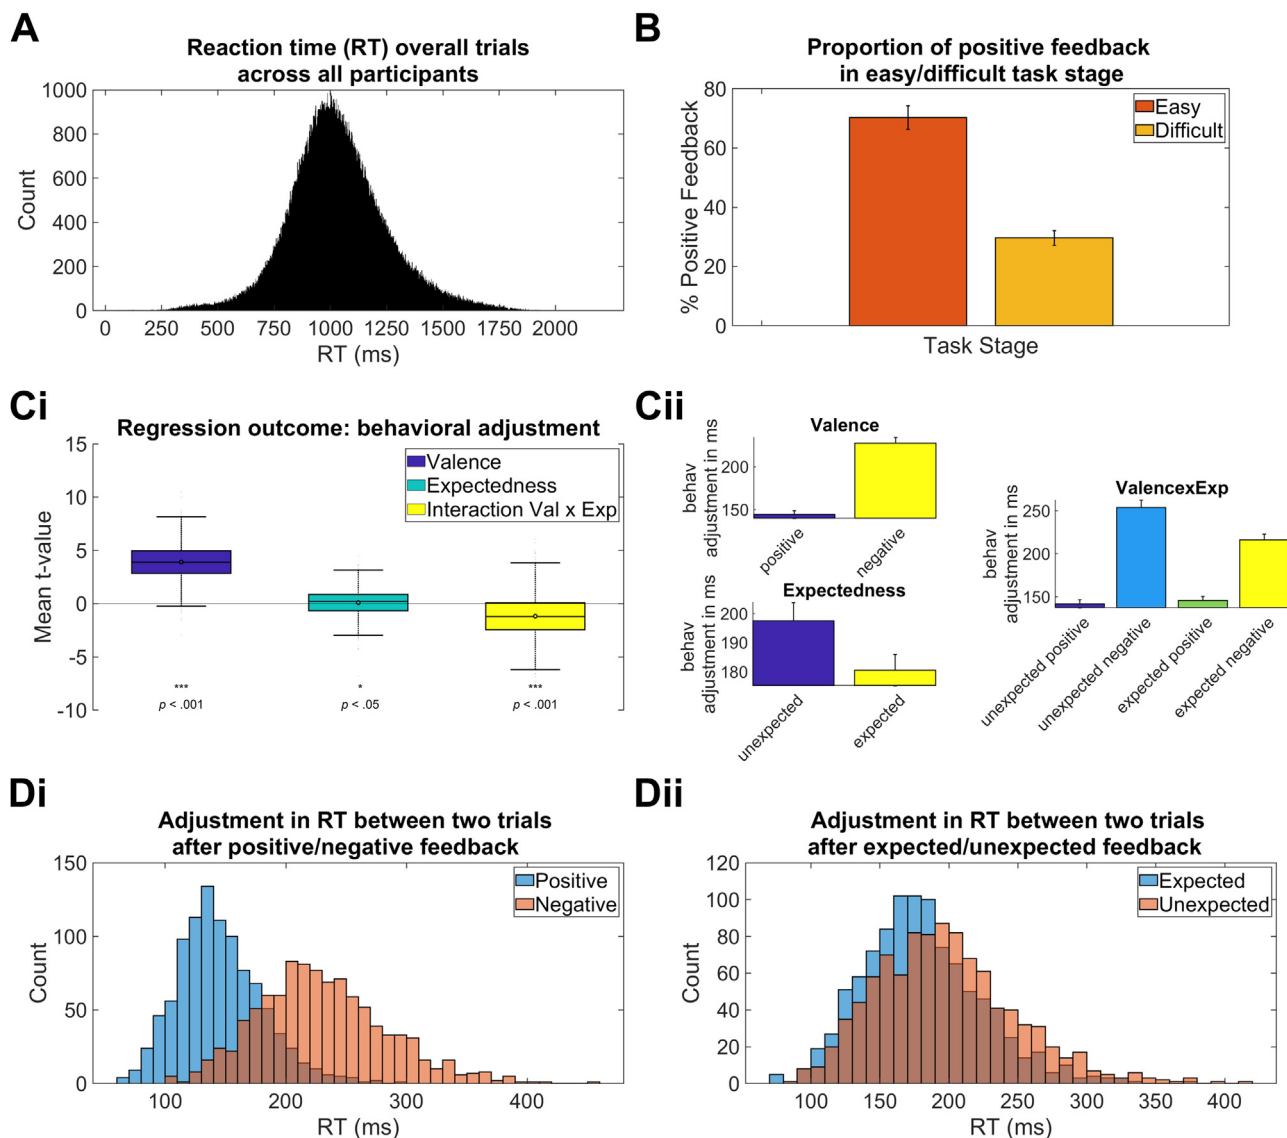 A
Reaction time (RT) overall trials
across all participants
1000
800
600
400
200
0
Count
0 250 500 750 1000 1250 1500 1750 2000
RT (ms)
B
Proportion of positive feedback
in easy/difficult task stage
80
60
40
20
0
% Positive Feedback
Easy
Difficult
Task Stage
Ci
Regression outcome: behavioral adjustment
15
10
5
0
-5
-10
Mean t-value
Valence
Expectedness
Interaction Val x Exp
*** * ***
p < .001 p < .05 p < .001
Cii
Valence
behav
adjustment in ms
200
150
positive
negative
Expectedness
behav
adjustment in ms
200
190
180
unexpected
expected
ValencexExp
behav
adjustment in ms
250
200
150
unexpected positive
unexpected negative
expected positive
expected negative
Di
Adjustment in RT between two trials
after positive/negative feedback
150
100
50
0
Count
Positive
Negative
100 200 300 400
RT (ms)
Dii
Adjustment in RT between two trials
after expected/unexpected feedback
120
100
80
60
40
20
0
Count
Expected
Unexpected
100 150 200 250 300 350 400
RT (ms)